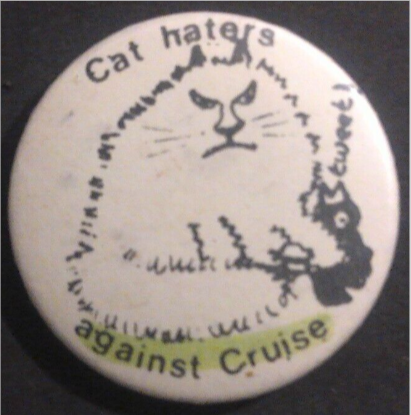 Cat haters
tweet!
against Cruise